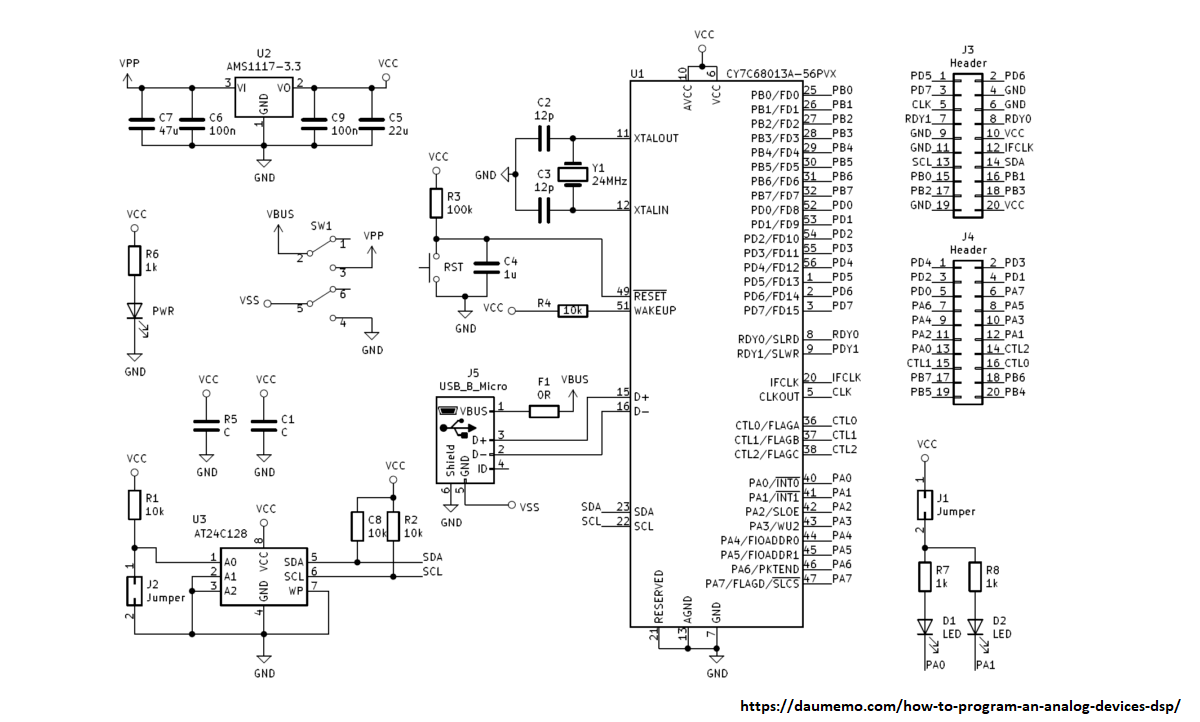 VPP
U2
AMS1117-3.3
VCC
3 VI VO 2
GND
1
C7
47u
C6
100n
C9
100n
C5
22u
GND
VCC
R6
1k
PWR
GND
VBUS
SW1
1
2
3
VPP
VSS
5
6
4
GND
VCC
R5
C
GND
VCC
C1
C
GND
VCC
R1
10k
1
J2
Jumper
2
U3
AT24C128
VCC
8
VCC
1 A0
2 A1
3 A2
SDA 5
SCL 6
WP 7
GND
4
GND
VCC
C8
10k
R2
10k
SDA
SCL
C2
12p
GND
C3
12p
Y1
24MHz
VCC
R3
100k
RST
C4
1u
GND
VCC
R4
10k
J5
USB_B_Micro
VBUS 1
D+ 3
D- 2
ID 4
Shield
GND
6
5
GND
VSS
F1
0R
VBUS
VCC
U1
CY7C68013A-56PVX
10
6
AVCC
VCC
11 XTALOUT
12 XTALIN
49 RESET
51 WAKEUP
15 D+
16 D-
SDA 23 SDA
SCL 22 SCL
RESERVED
AGND
GND
21
13
7
GND
PB0/FD0 25 PB0
PB1/FD1 26 PB1
PB2/FD2 27 PB2
PB3/FD3 28 PB3
PB4/FD4 29 PB4
PB5/FD5 30 PB5
PB6/FD6 31 PB6
PB7/FD7 32 PB7
PD0/FD8 52 PD0
PD1/FD9 53 PD1
PD2/FD10 54 PD2
PD3/FD11 55 PD3
PD4/FD12 56 PD4
PD5/FD13 1 PD5
PD6/FD14 2 PD6
PD7/FD15 3 PD7
RDY0/SLRD 8 RDY0
RDY1/SLWR 9 PDY1
IFCLK 20 IFCLK
CLKOUT 5 CLK
CTL0/FLAGA 36 CTL0
CTL1/FLAGB 37 CTL1
CTL2/FLAGC 38 CTL2
PA0/INT0 40 PA0
PA1/INT1 41 PA1
PA2/SLOE 42 PA2
PA3/WU2 43 PA3
PA4/FIOADDR0 44 PA4
PA5/FIOADDR1 45 PA5
PA6/PKTEND 46 PA6
PA7/FLAGD/SLCS 47 PA7
J3
Header
PD5 1 2 PD6
PD7 3 4 GND
CLK 5 6 GND
RDY1 7 8 RDY0
GND 9 10 VCC
GND 11 12 IFCLK
SCL 13 14 SDA
PB0 15 16 PB1
PB2 17 18 PB3
GND 19 20 VCC
J4
Header
PD4 1 2 PD3
PD2 3 4 PD1
PD0 5 6 PA7
PA6 7 8 PA5
PA4 9 10 PA3
PA2 11 12 PA1
PA0 13 14 CTL2
CTL1 15 16 CTL0
PB7 17 18 PB6
PB5 19 20 PB4
VCC
1
J1
Jumper
2
R7
1k
R8
1k
D1
LED
D2
LED
PA0
PA1
https://daumemo.com/how-to-program-an-analog-devices-dsp/